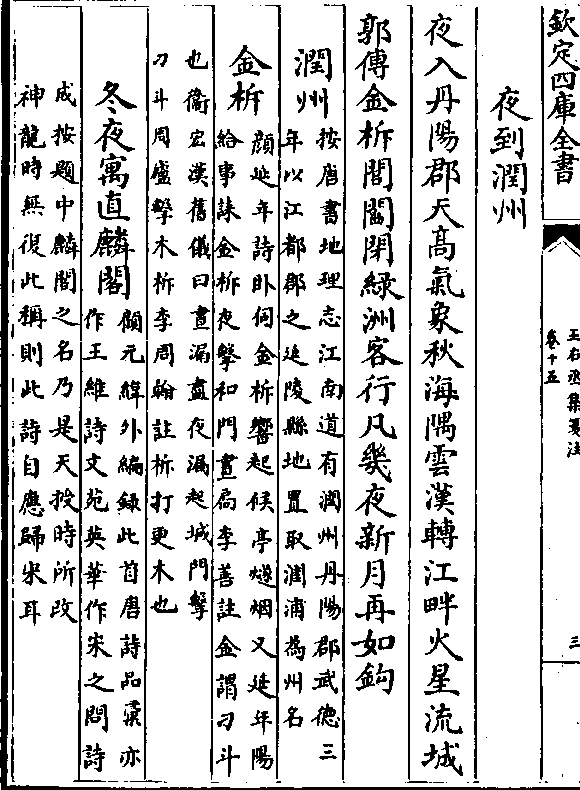 欽定四庫全書
王右丞集箋注
卷十五
三
夜到潤州
夜入丹陽郡天髙氣象秋海隅雲漢轉江畔火星流城
郭傳金柝閭閻閉綠洲客行凡幾夜新月再如鈎
潤州
按唐書地理志江南道有潤州丹陽郡武徳三
年以江都郡之延陵縣地置取潤浦為州名
金柝
顔延年詩卧伺金柝響起候亭燧烟又延年陽
給事誄金柝夜擊和門晝扃李善註金謂刁斗
也衞宏漢舊儀曰晝漏盡夜漏起城門擊
刁斗周廬擊木柝李周翰註柝打更木也
冬夜寓直麟閣
顧元緯外編録此首唐詩品彚亦
作王維詩文苑英華作宋之問詩
成按題中麟閣之名乃是天授時所改
神龍時無復此稱則此詩自應歸宋耳